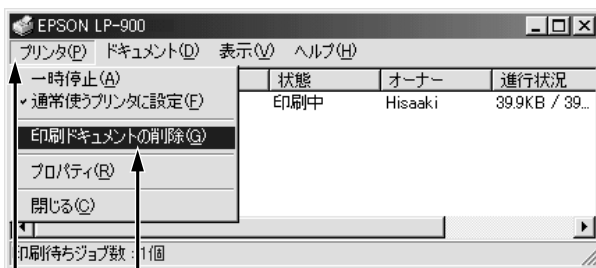 EPSON LP-900
プリンタ(P) ドキュメント(D) 表示(V) ヘルプ(H)
一時停止(A)
状態 オーナー 進行状況
通常使うプリンタに設定(F)
印刷中 Hisaaki 39.9KB / 39...
印刷ドキュメントの削除(G)
プロパティ(R)
閉じる(C)
印刷待ちジョブ数:1個